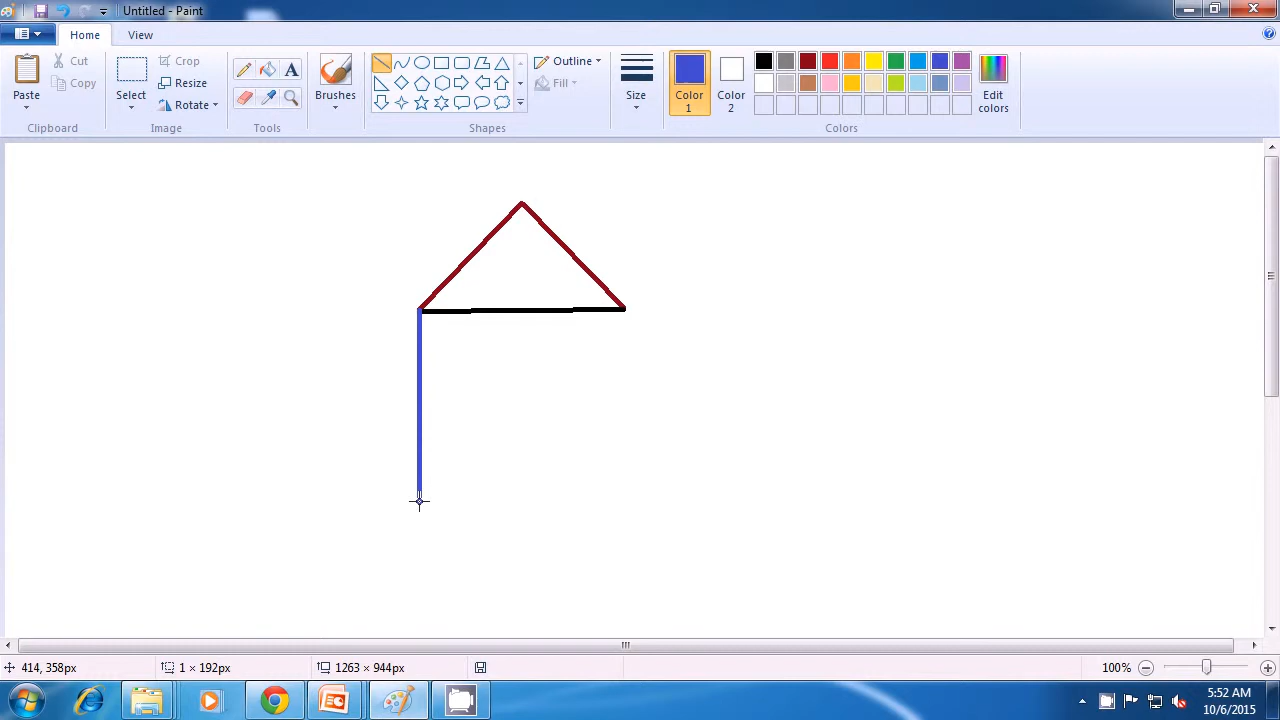 Untitled - Paint
Home View
Paste
Cut
Copy
Clipboard
Select
Crop
Resize
Rotate
Image
A
Tools
Brushes
Outline
Fill
Shapes
Size
Color 1
Color 2
Edit colors
Colors
414, 358px 1 × 192px 1263 × 944px 100%
5:52 AM
10/6/2015